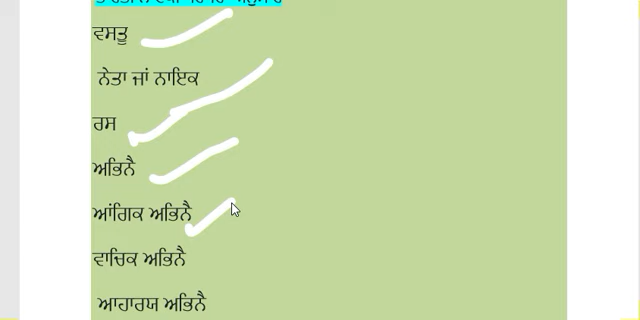 ਵਸਤੂ
ਨੇਤਾ ਜਾਂ ਨਾਇਕ
ਰਸ
ਅਭਿਨੈ
ਆਂਗਿਕ ਅਭਿਨੈ
ਵਾਚਿਕ ਅਭਿਨੈ
ਆਹਾਰਯ ਅਭਿਨੈ